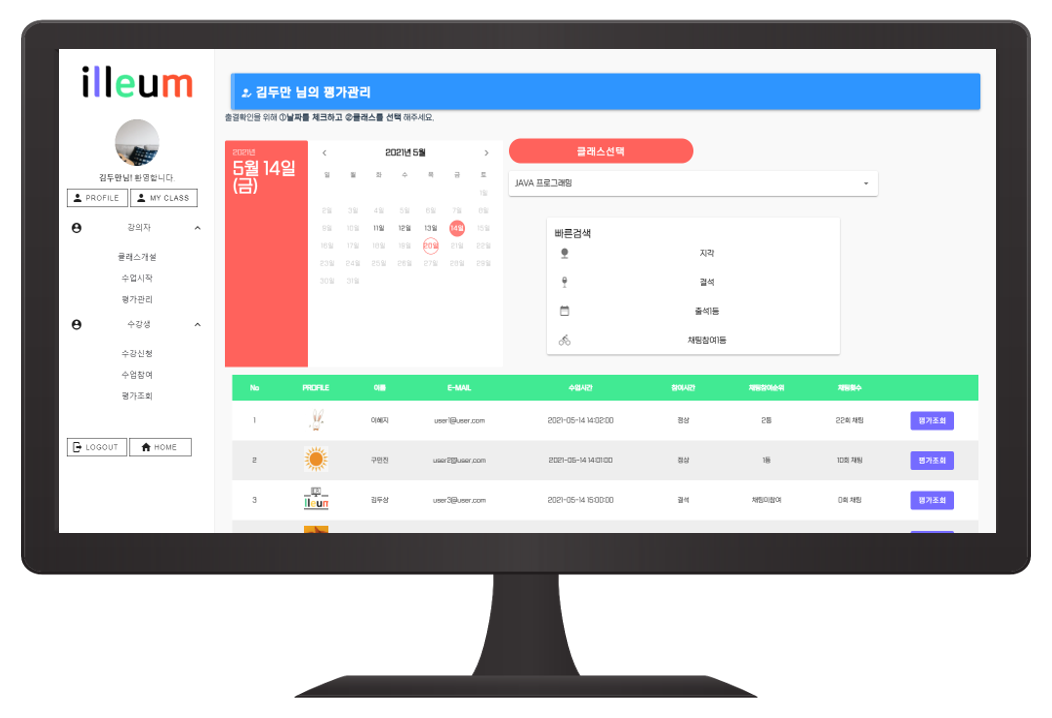 illeum
김두만님! 환영합니다.
PROFILE
MY CLASS
강의자
클래스개설
수업시작
평가관리
수강생
수강신청
수업참여
평가조회
LOGOUT
HOME
김두만 님의 평가관리
출결확인을 위해 ①날짜를 체크하고 ②클래스를 선택 해주세요.
2021년
5월 14일
(금)
2021년 5월
일 월 화 수 목 금 토
1일
2일 3일 4일 5일 6일 7일 8일
9일 10일 11일 12일 13일 14일 15일
16일 17일 18일 19일 20일 21일 22일
23일 24일 25일 26일 27일 28일 29일
30일 31일
클래스선택
JAVA 프로그래밍
빠른검색
지각
결석
출석1등
채팅참여1등
No PROFILE 이름 E-MAIL 수업시간 참여시간 채팅참여순위 채팅횟수
1 이혜지 user1@user.com 2021-05-14 14:02:00 정상 2등 22회 채팅 평가조회
2 구민진 user2@user.com 2021-05-14 14:01:00 정상 1등 10회 채팅 평가조회
3 illeum 김두상 user3@user.com 2021-05-14 15:00:00 결석 채팅미참여 0회 채팅 평가조회